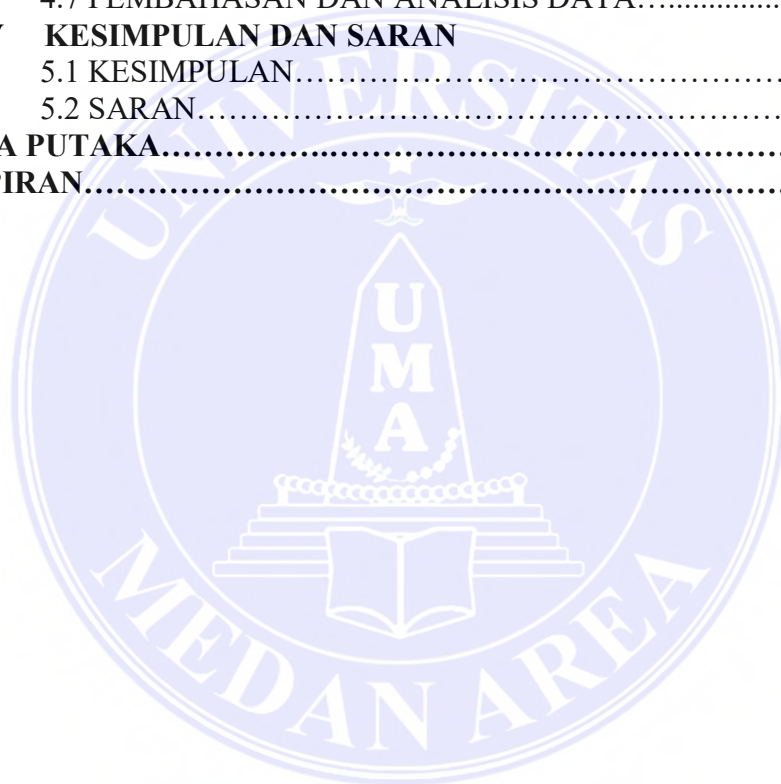 4.7 PEMBAHASAN DAN ANALISIS DATA…...........
KESIMPULAN DAN SARAN
5.1 KESIMPULAN……………………………………………
5.2 SARAN…………………………………………………
A PUTAKA……………...……………………………………
PIRAN………………………………………………………
UNIVERSITAS
UMA
MEDAN AREA